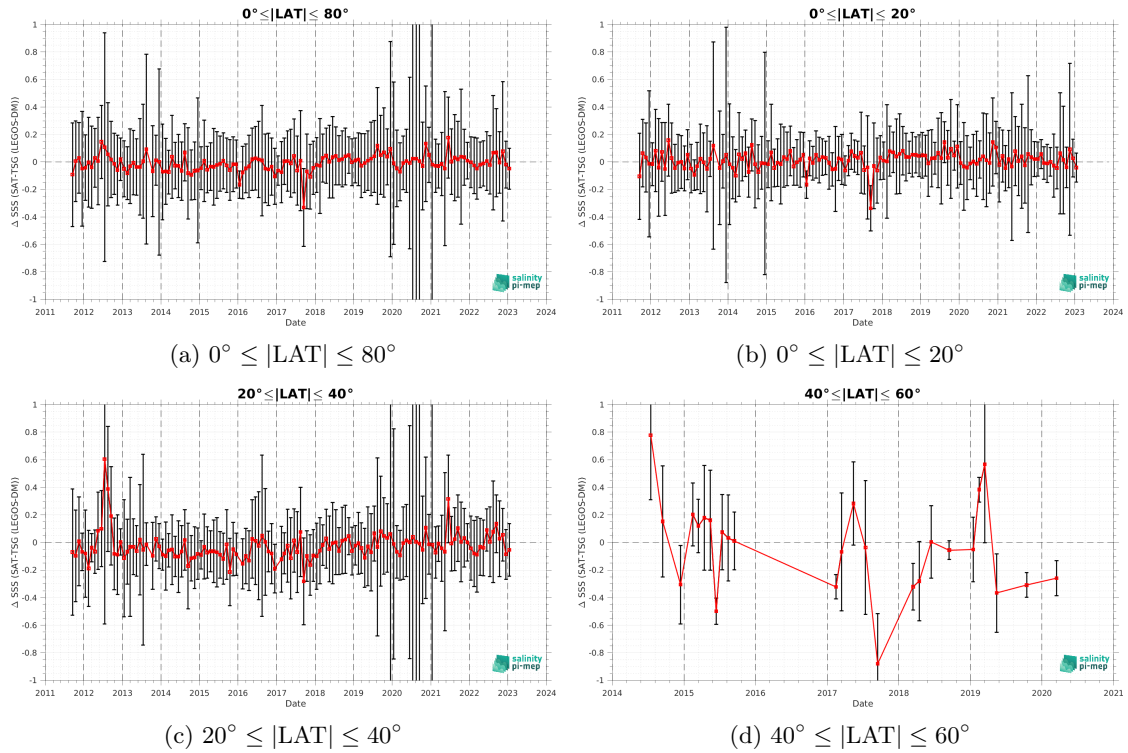 0°≤|LAT|≤ 80°
Δ SSS (SAT-TSG (LEGOS-DM))
1
0.8
0.6
0.4
0.2
0
-0.2
-0.4
-0.6
-0.8
-1
salinity
pi-mep
2011 2012 2013 2014 2015 2016 2017 2018 2019 2020 2021 2022 2023 2024
Date
(a) 0° ≤ |LAT| ≤ 80°
0°≤|LAT|≤ 20°
Δ SSS (SAT-TSG (LEGOS-DM))
1
0.8
0.6
0.4
0.2
0
-0.2
-0.4
-0.6
-0.8
-1
salinity
pi-mep
2011 2012 2013 2014 2015 2016 2017 2018 2019 2020 2021 2022 2023 2024
Date
(b) 0° ≤ |LAT| ≤ 20°
20°≤|LAT|≤ 40°
Δ SSS (SAT-TSG (LEGOS-DM))
1
0.8
0.6
0.4
0.2
0
-0.2
-0.4
-0.6
-0.8
-1
salinity
pi-mep
2011 2012 2013 2014 2015 2016 2017 2018 2019 2020 2021 2022 2023 2024
Date
(c) 20° ≤ |LAT| ≤ 40°
40°≤|LAT|≤ 60°
Δ SSS (SAT-TSG (LEGOS-DM))
1
0.8
0.6
0.4
0.2
0
-0.2
-0.4
-0.6
-0.8
-1
salinity
pi-mep
2014 2015 2016 2017 2018 2019 2020 2021
Date
(d) 40° ≤ |LAT| ≤ 60°